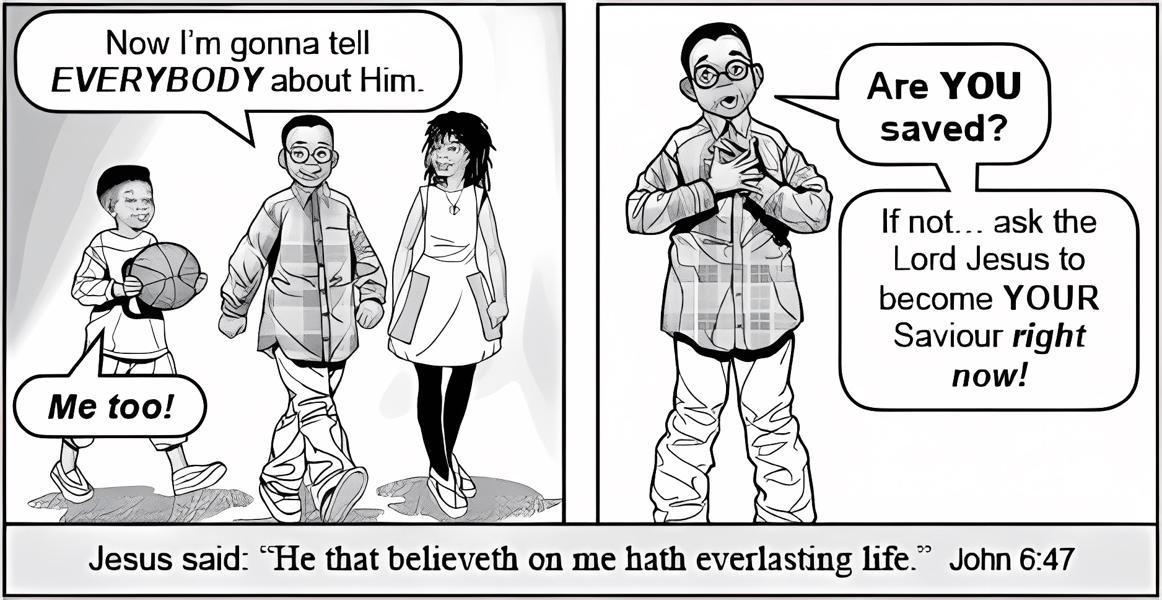 Now I'm gonna tell
EVERYBODY about Him.
Me too!
Are YOU
saved?
If not... ask the
Lord Jesus to
become YOUR
Saviour right
now!
Jesus said: “He that believeth on me hath everlasting life.” John 6:47